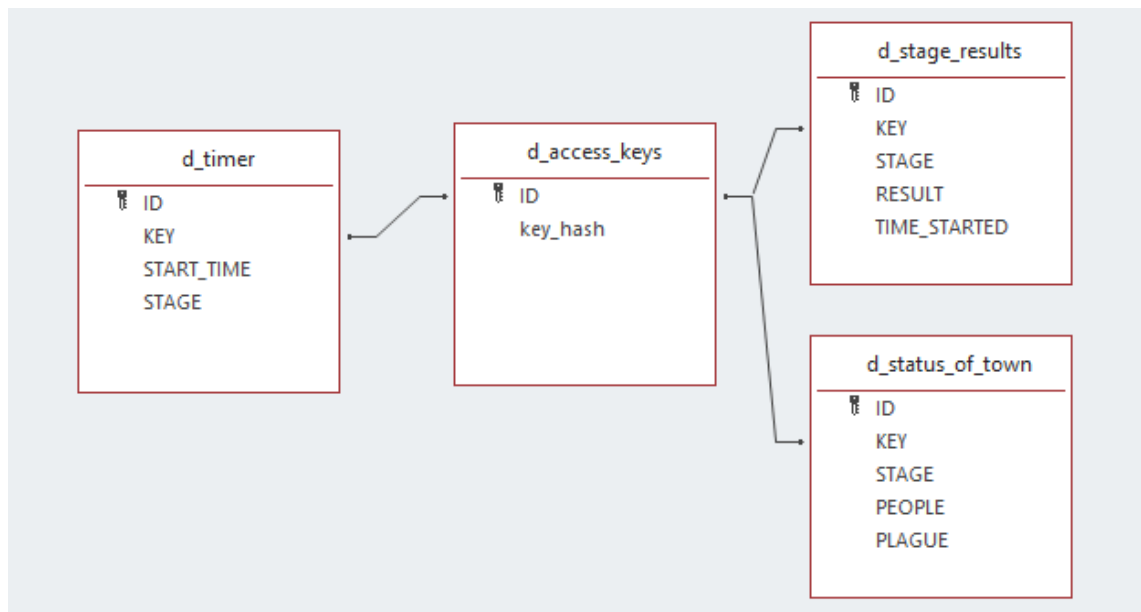 d_timer
ID
KEY
START_TIME
STAGE
d_access_keys
ID
key_hash
d_stage_results
ID
KEY
STAGE
RESULT
TIME_STARTED
d_status_of_town
ID
KEY
STAGE
PEOPLE
PLAGUE